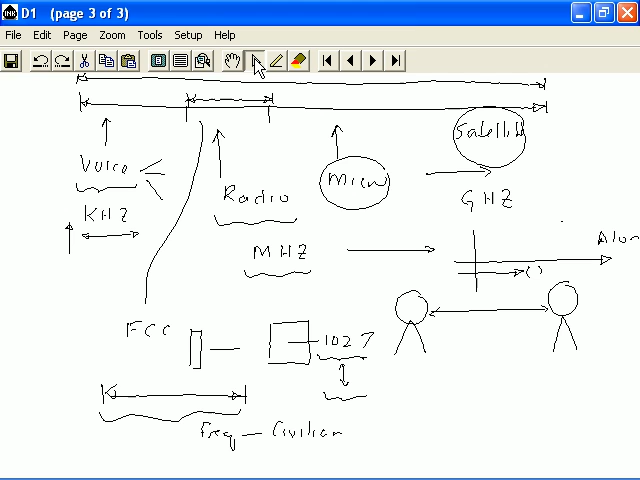 D1 (page 3 of 3)
File Edit Page Zoom Tools Setup Help
Satellite
Voice
Radio
Micro
GHZ
KHZ
MHZ
FCC
1027
Freq - Civilian